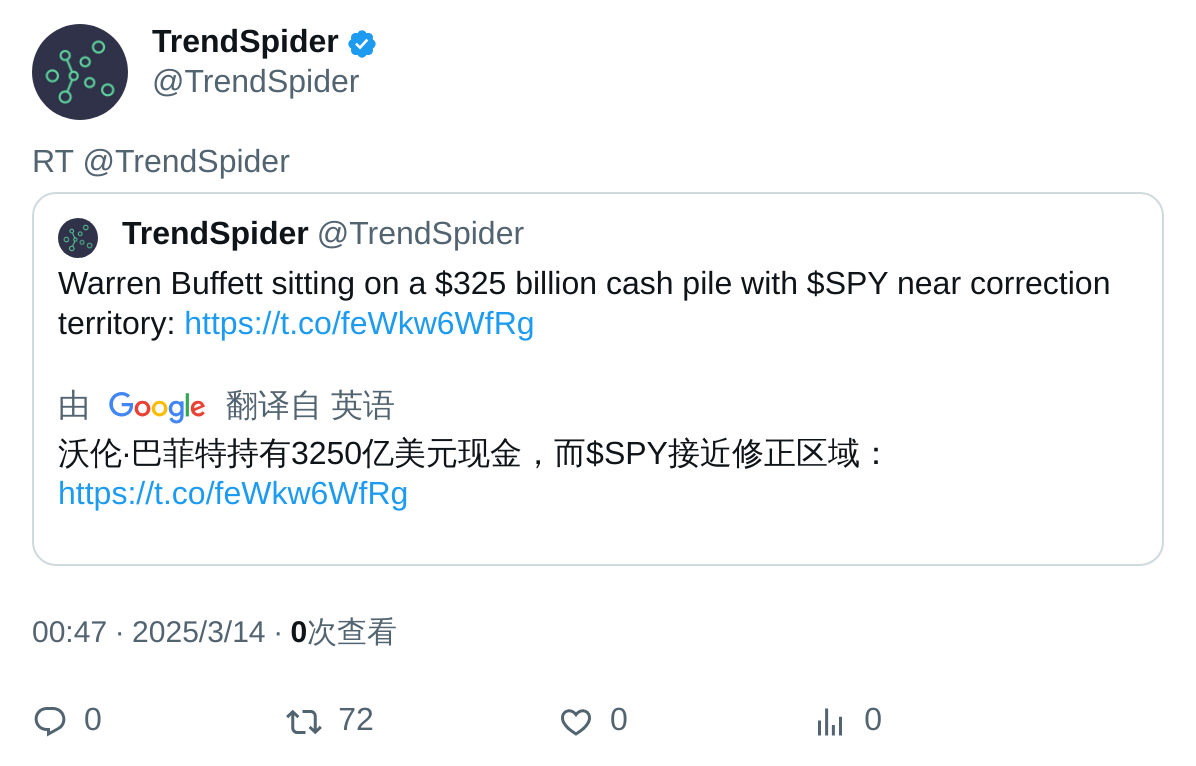 TrendSpider
@TrendSpider
RT @TrendSpider
TrendSpider @TrendSpider
Warren Buffett sitting on a $325 billion cash pile with $SPY near correction
territory: https://t.co/feWkw6WfRg
由 Google 翻译自 英语
沃伦·巴菲特持有3250亿美元现金，而$SPY接近修正区域：
https://t.co/feWkw6WfRg
00:47 · 2025/3/14 · 0次查看
0 72 0 0